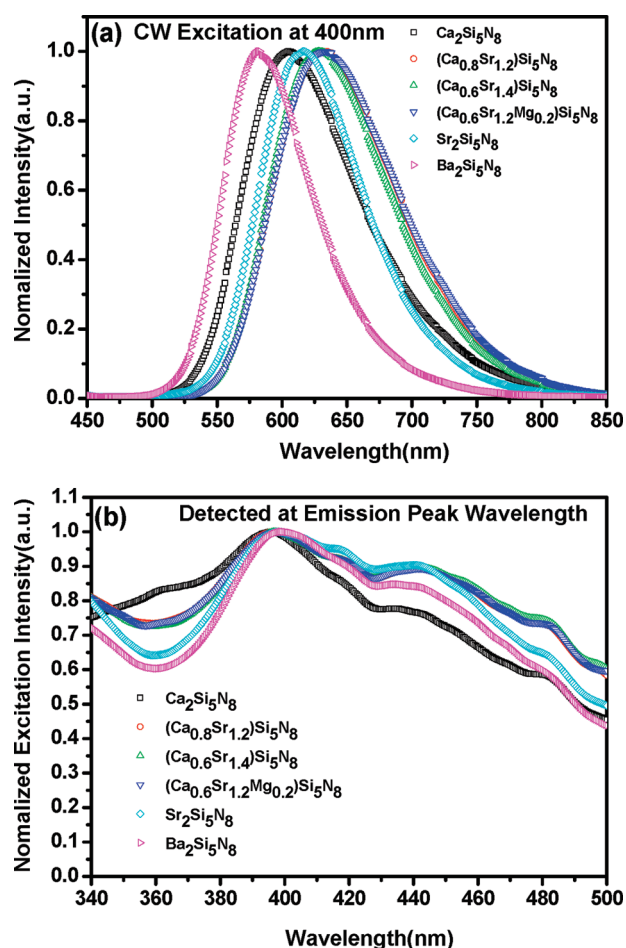 (a) CW Excitation at 400nm
Ca2Si5N8
(Ca0.8Sr1.2)Si5N8
(Ca0.6Sr1.4)Si5N8
(Ca0.6Sr1.2Mg0.2)Si5N8
Sr2Si5N8
Ba2Si5N8
Nomalized Intensity(a.u.)
1.0
0.8
0.6
0.4
0.2
0.0
450 500 550 600 650 700 750 800 850
Wavelength(nm)
(b) Detected at Emission Peak Wavelength
Nomalized Excitation Intensity(a.u.)
1.1
1.0
0.9
0.8
0.7
0.6
0.5
0.4
0.3
0.2
0.1
0.0
Ca2Si5N8
(Ca0.8Sr1.2)Si5N8
(Ca0.6Sr1.4)Si5N8
(Ca0.6Sr1.2Mg0.2)Si5N8
Sr2Si5N8
Ba2Si5N8
340 360 380 400 420 440 460 480 500
Wavelength(nm)